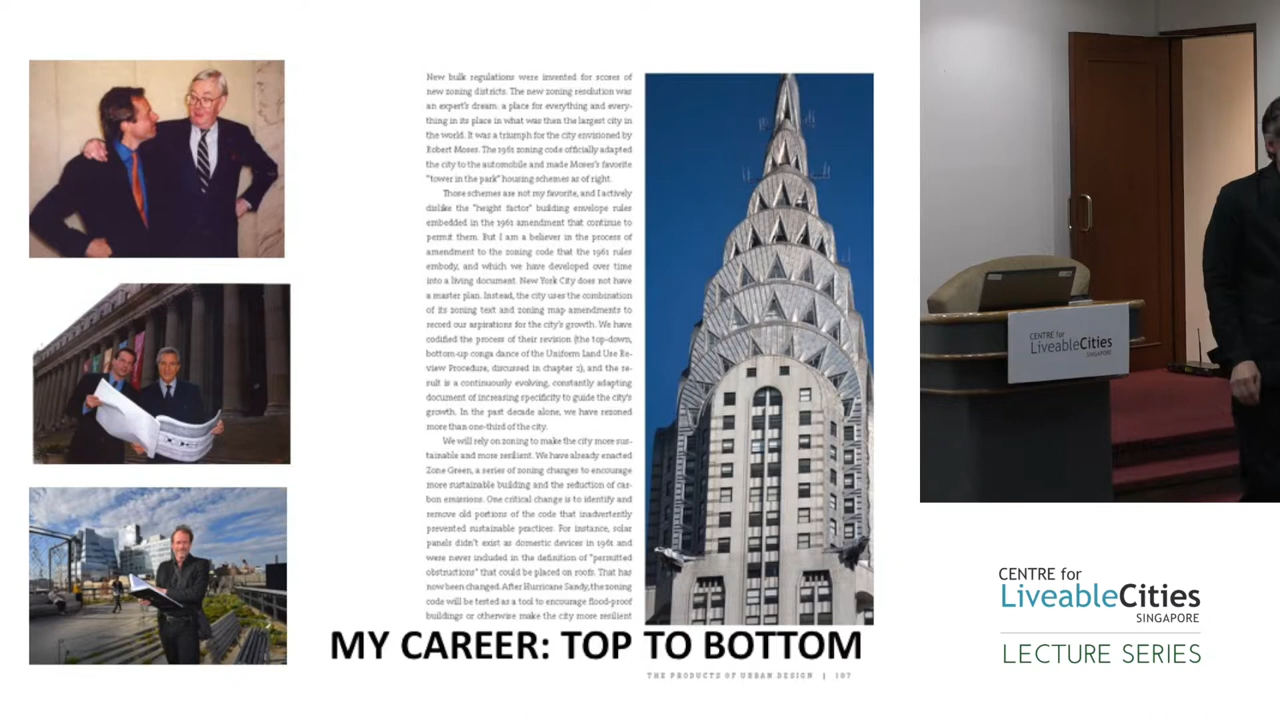 New bulk regulations were invented for scores of
new zoning districts. The new zoning resolution was
an expert's dream: a place for everything and every-
thing in its place in what was then the largest city in
the world. It was a triumph for the city envisioned by
Robert Moses. The 1961 zoning code officially adapted
the city to the automobile and made Moses's favorite
"tower in the park" housing schemes as of right.
Those schemes are not my favorite, and I actively
dislike the "height factor" building envelope rules
embedded in the 1961 amendment that continue to
permit them. But I am a believer in the process of
amendment to the zoning code that the 1961 rules
embody, and which we have developed over time
into a living document. New York City does not have
a master plan. Instead, the city uses the combination
of its zoning text and zoning map amendments to
record our aspirations for the city's growth. We have
codified the process of their revision (the top-down,
bottom-up conga dance of the Uniform Land Use Re-
view Procedure, discussed in chapter 2), and the re-
sult is a continuously evolving, constantly adapting
document of increasing specificity to guide the city's
growth. In the past decade alone, we have rezoned
more than one-third of the city.
We will rely on zoning to make the city more sus-
tainable and more resilient. We have already enacted
Zone Green, a series of zoning changes to encourage
more sustainable building and the reduction of car-
bon emissions. One critical change is to identify and
remove old portions of the code that inadvertently
prevented sustainable practices. For instance, solar
panels didn't exist as domestic devices in 1961 and
were never included in the definition of "permitted
obstructions" that could be placed on roofs. That has
now been changed. After Hurricane Sandy, the zoning
code will be tested as a tool to encourage flood-proof
buildings or otherwise make the city more resilient
MY CAREER: TOP TO BOTTOM
THE PRODUCTS OF URBAN DESIGN | 107
CENTRE for
LiveableCities
SINGAPORE
CENTRE for
LiveableCities
SINGAPORE
LECTURE SERIES